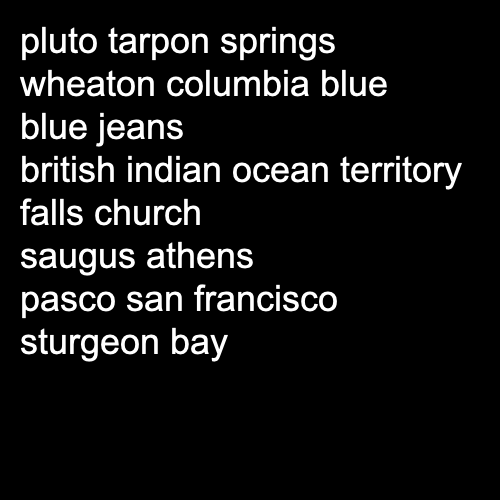 pluto tarpon springs
wheaton columbia blue
blue jeans
british indian ocean territory
falls church
saugus athens
pasco san francisco
sturgeon bay